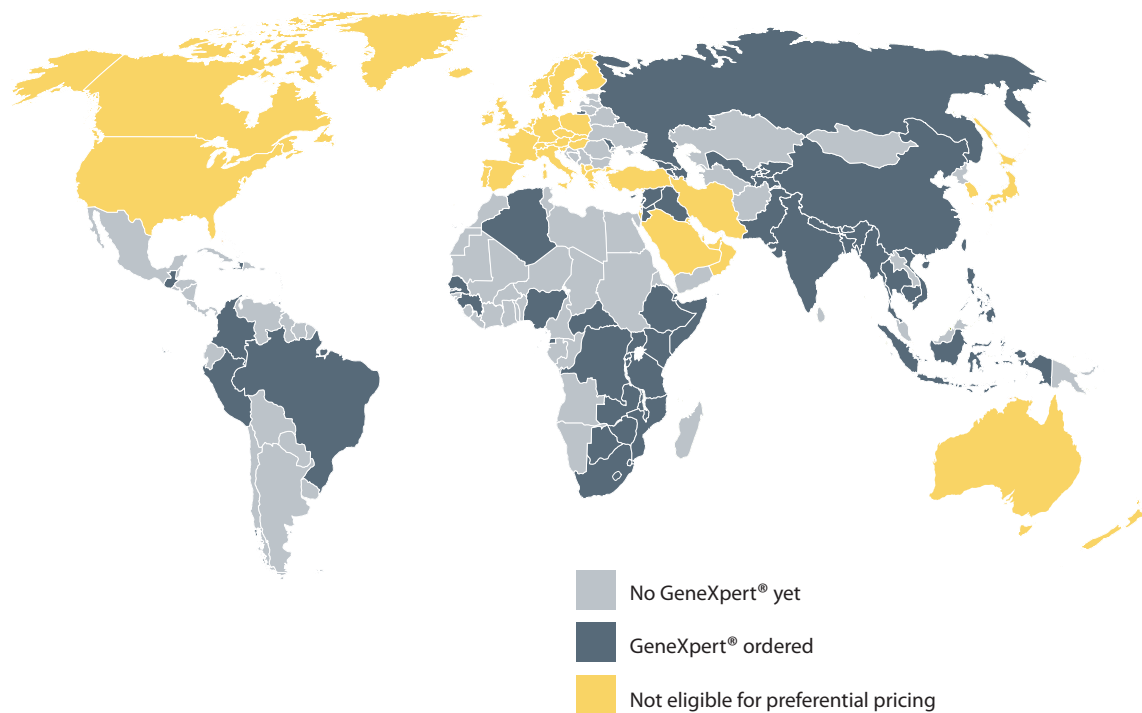 No GeneXpert® yet
GeneXpert® ordered
Not eligible for preferential pricing